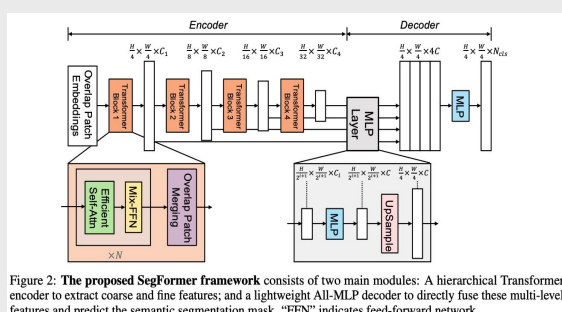 Encoder
Decoder
H/4 × W/4 × C1
H/8 × W/8 × C2
H/16 × W/16 × C3
H/32 × W/32 × C4
H/4 × W/4 × 4C
H/4 × W/4 × Ncls
Overlap Patch
Embeddings
Transformer
Block 1
Transformer
Block 2
Transformer
Block 3
Transformer
Block 4
MLP
Layer
MLP
Efficient
Self-Attn
Mix-FFN
Overlap Patch
Merging
×N
H/2^(i+1) × W/2^(i+1) × Ci
H/2^(i+1) × W/2^(i+1) × C
H/4 × W/4 × C
MLP
UpSample
Figure 2: The proposed SegFormer framework consists of two main modules: A hierarchical Transformer
encoder to extract coarse and fine features; and a lightweight All-MLP decoder to directly fuse these multi-level
features and predict the semantic segmentation mask. “FFN” indicates feed-forward network.